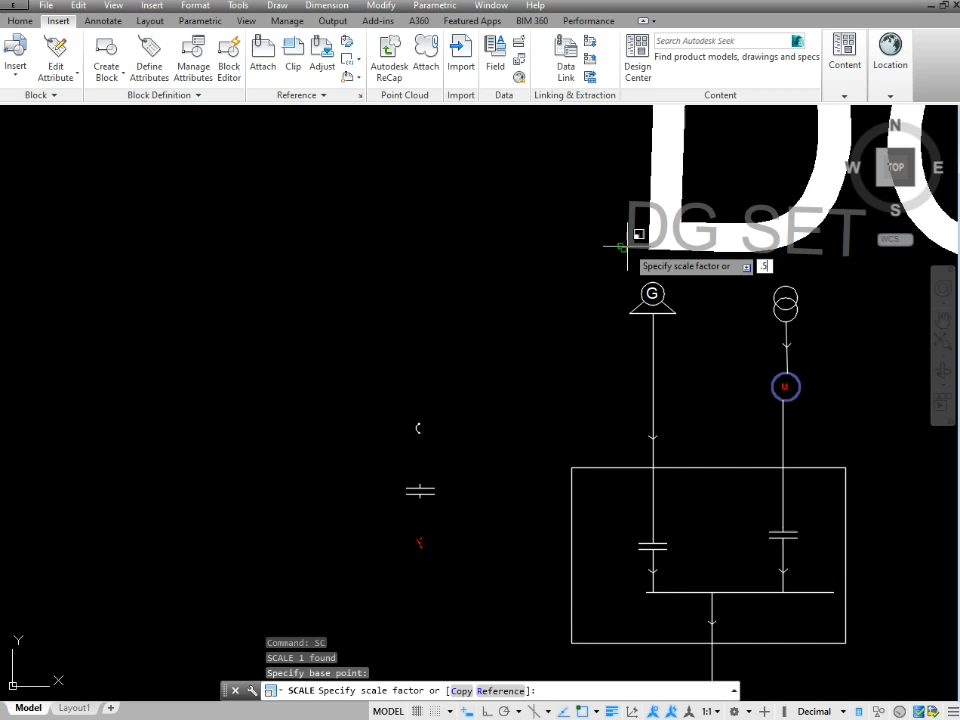 File Edit View Insert Format Tools Draw Dimension Modify Parametric Window Help
Home Insert Annotate Layout Parametric View Manage Output Add-ins A360 Featured Apps BIM 360 Performance
Insert Edit Attribute Create Block Define Attributes Manage Attributes Block Editor Attach Clip Adjust Autodesk ReCap Attach Import Field Data Link Design Center Search Autodesk Seek Content Location
Find product models, drawings and specs
Block Block Definition Reference Point Cloud Import Data Linking & Extraction Content
N
W TOP E
S
WCS
DG SET
Specify scale factor or .5
G
M
Command: SC
SCALE 1 found
Specify base point:
Y
X
SCALE Specify scale factor or [Copy Reference]:
Model Layout1 + MODEL 1:1 Decimal